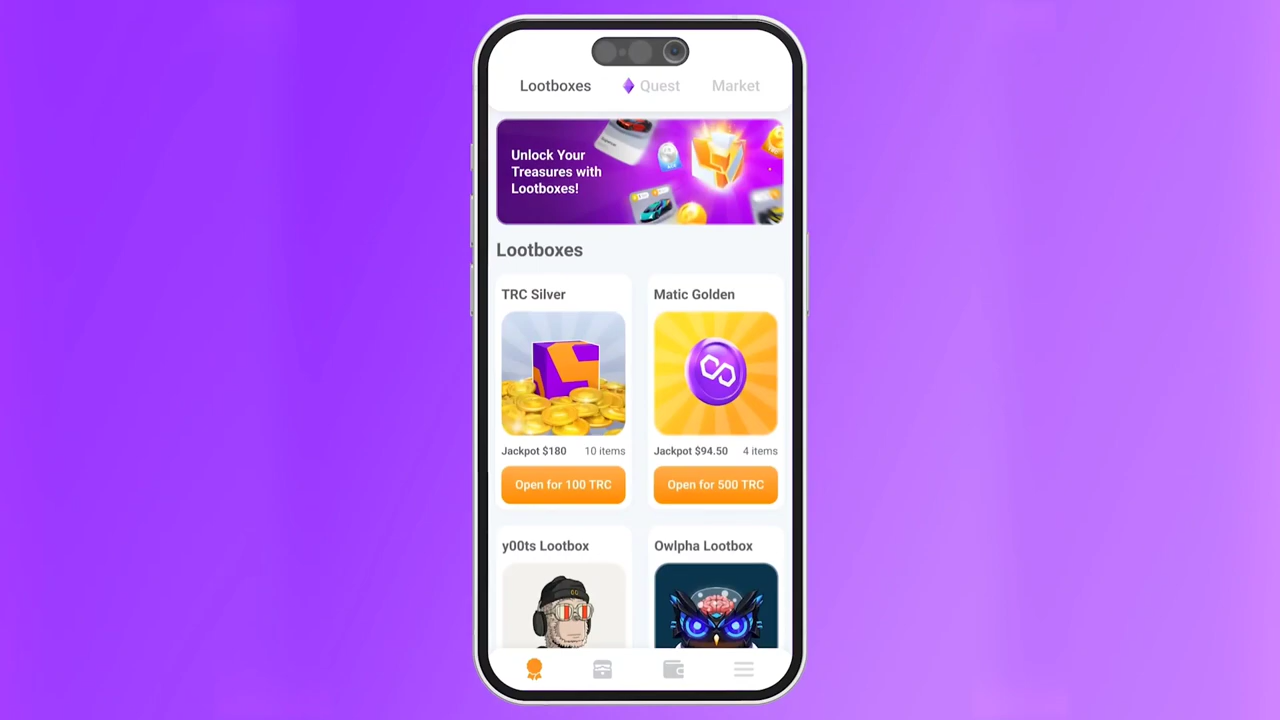 Lootboxes
Quest
Market
Unlock Your
Treasures with
Lootboxes!
Lootboxes
TRC Silver
Matic Golden
Jackpot $180
10 items
Jackpot $94.50
4 items
Open for 100 TRC
Open for 500 TRC
y00ts Lootbox
Owlpha Lootbox